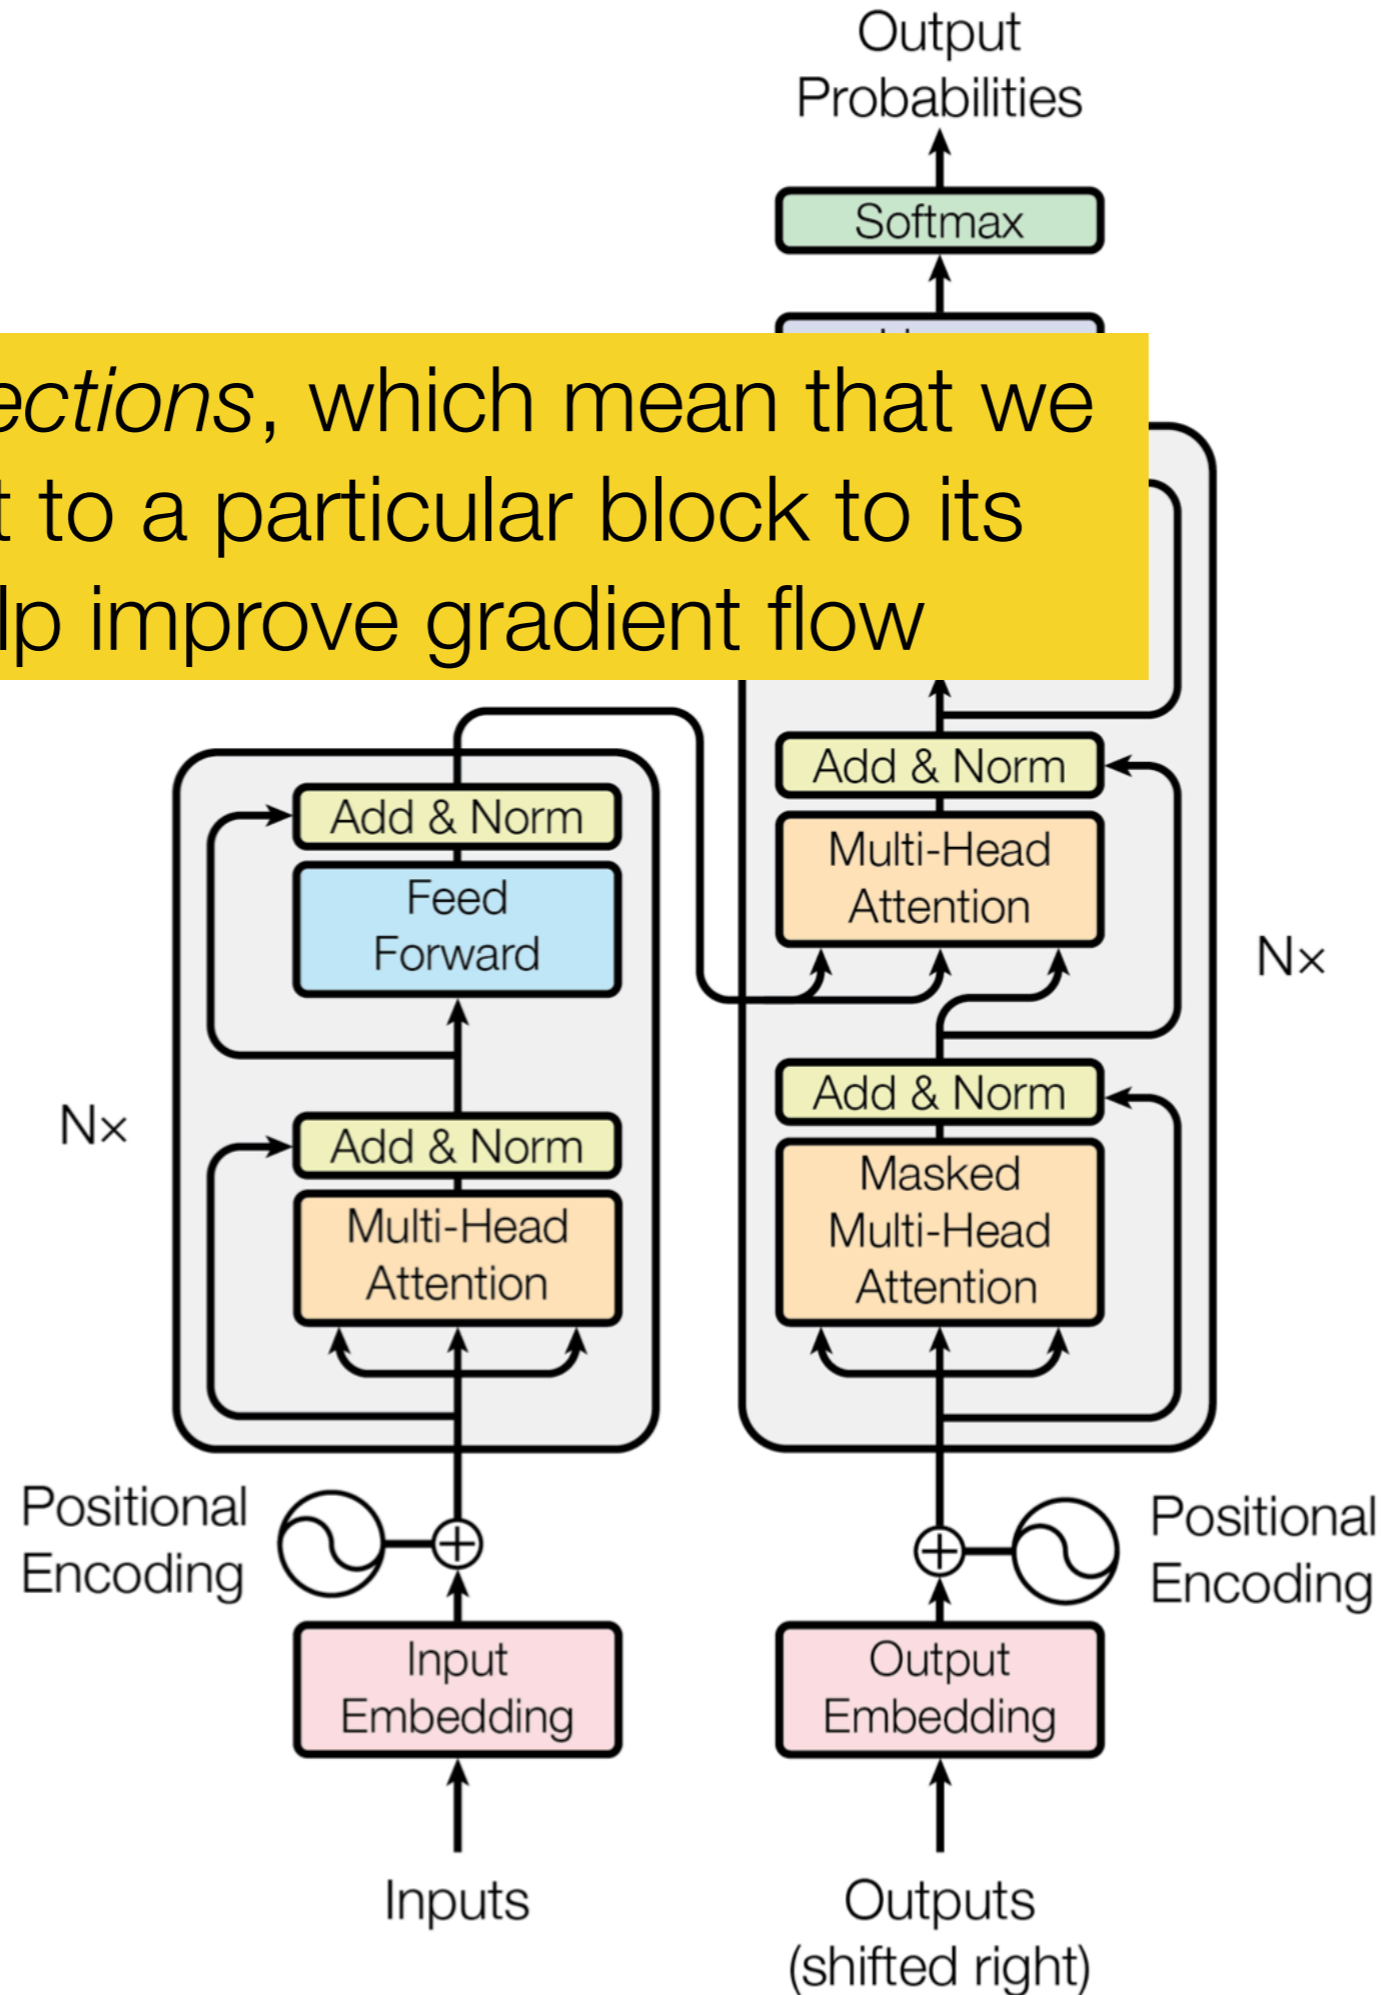 Output
Probabilities
Softmax
, which mean that we
to a particular block to its
improve gradient flow
Add & Norm
Multi-Head
Attention
Nx
Add & Norm
Masked
Multi-Head
Attention
Add & Norm
Feed
Forward
Nx
Add & Norm
Multi-Head
Attention
Positional
Encoding
Positional
Encoding
Input
Embedding
Output
Embedding
Inputs
Outputs
(shifted right)